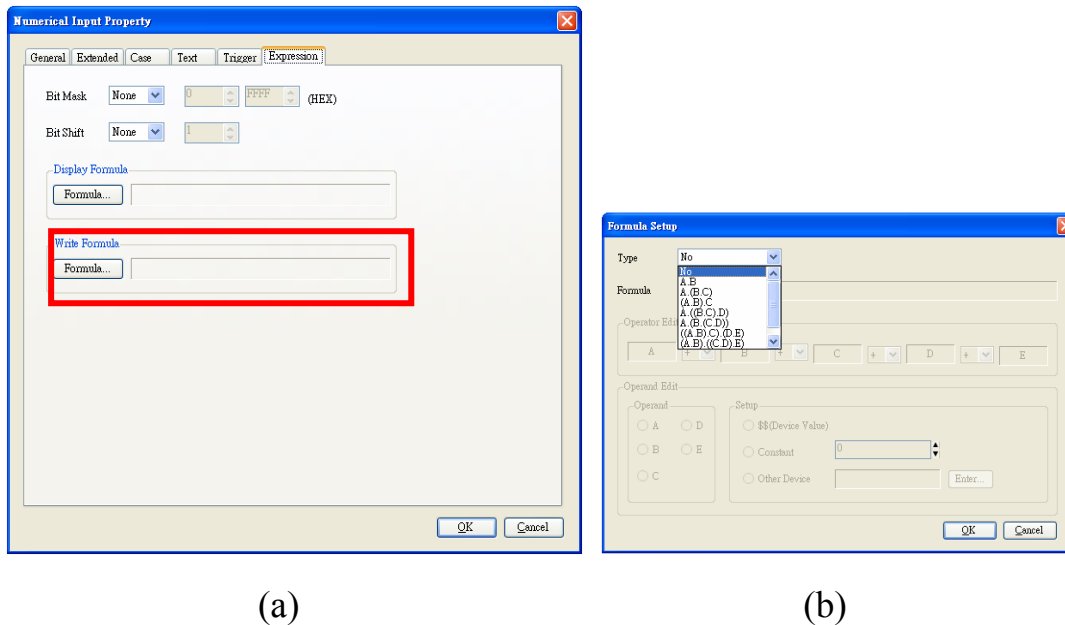 Numerical Input Property
General Extended Case Text Trigger Expression
Bit Mask None 0 FFFF (HEX)
Bit Shift None 1
Display Formula
Formula...
Write Formula
Formula...
OK Cancel
(a)
Formula Setup
Type No
No
A.B
A.(B.C)
(A.B).C
A.((B.C).D)
A.(B.(C.D))
((A.B).C).(D.E)
(A.B).((C.D).E)
Formula
Operator Edi
A + B + C + D + E
Operand Edit
Operand
A D
B E
C
Setup
$$(Device Value)
Constant 0
Other Device Enter...
OK Cancel
(b)